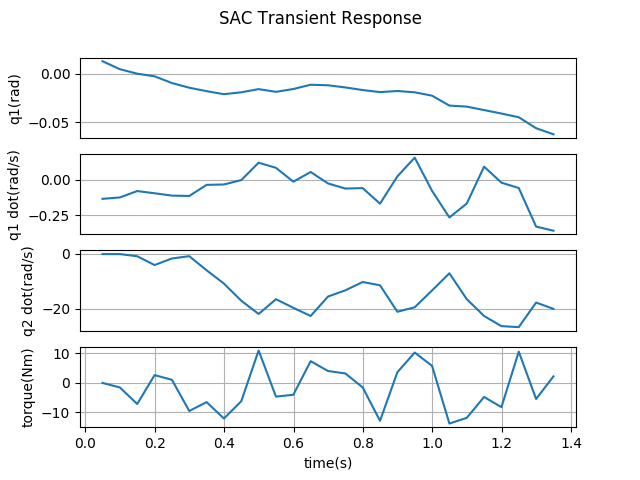 SAC Transient Response
q1(rad)
0.00
−0.05
q1 dot(rad/s)
0.00
−0.25
q2 dot(rad/s)
0
−20
torque(Nm)
10
0
−10
0.0 0.2 0.4 0.6 0.8 1.0 1.2 1.4
time(s)